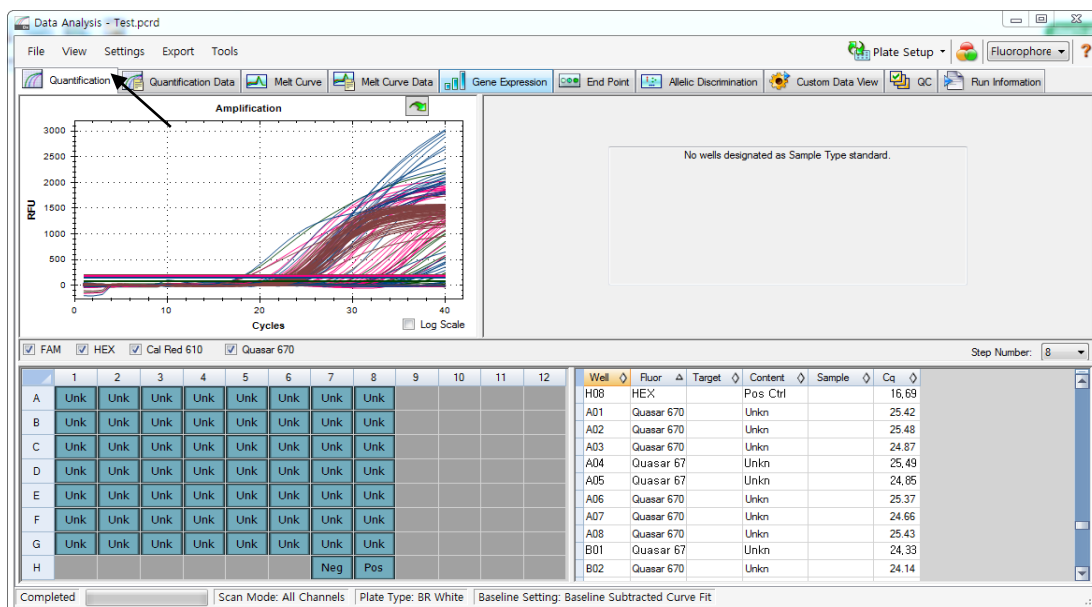 Data Analysis - Test.pcrd
File View Settings Export Tools
Plate Setup Fluorophore ?
Quantification Quantification Data Melt Curve Melt Curve Data Gene Expression End Point Allelic Discrimination Custom Data View QC Run Information
Amplification
3000
2500
2000
1500
1000
500
0
RFU
0 10 20 30 40
Cycles
Log Scale
No wells designated as Sample Type standard.
FAM HEX Cal Red 610 Quasar 670
Step Number: 8
1 2 3 4 5 6 7 8 9 10 11 12
A Unk Unk Unk Unk Unk Unk Unk Unk
B Unk Unk Unk Unk Unk Unk Unk Unk
C Unk Unk Unk Unk Unk Unk Unk Unk
D Unk Unk Unk Unk Unk Unk Unk Unk
E Unk Unk Unk Unk Unk Unk Unk Unk
F Unk Unk Unk Unk Unk Unk Unk Unk
G Unk Unk Unk Unk Unk Unk Unk Unk
H Neg Pos
Well Fluor Target Content Sample Cq
H08 HEX Pos Ctrl 16,69
A01 Quasar 670 Unkn 25.42
A02 Quasar 670 Unkn 25.48
A03 Quasar 670 Unkn 24.87
A04 Quasar 67 Unkn 25,49
A05 Quasar 67 Unkn 24,85
A06 Quasar 670 Unkn 25.37
A07 Quasar 670 Unkn 24.66
A08 Quasar 670 Unkn 25.43
B01 Quasar 67 Unkn 24,33
B02 Quasar 670 Unkn 24.14
Completed Scan Mode: All Channels Plate Type: BR White Baseline Setting: Baseline Subtracted Curve Fit